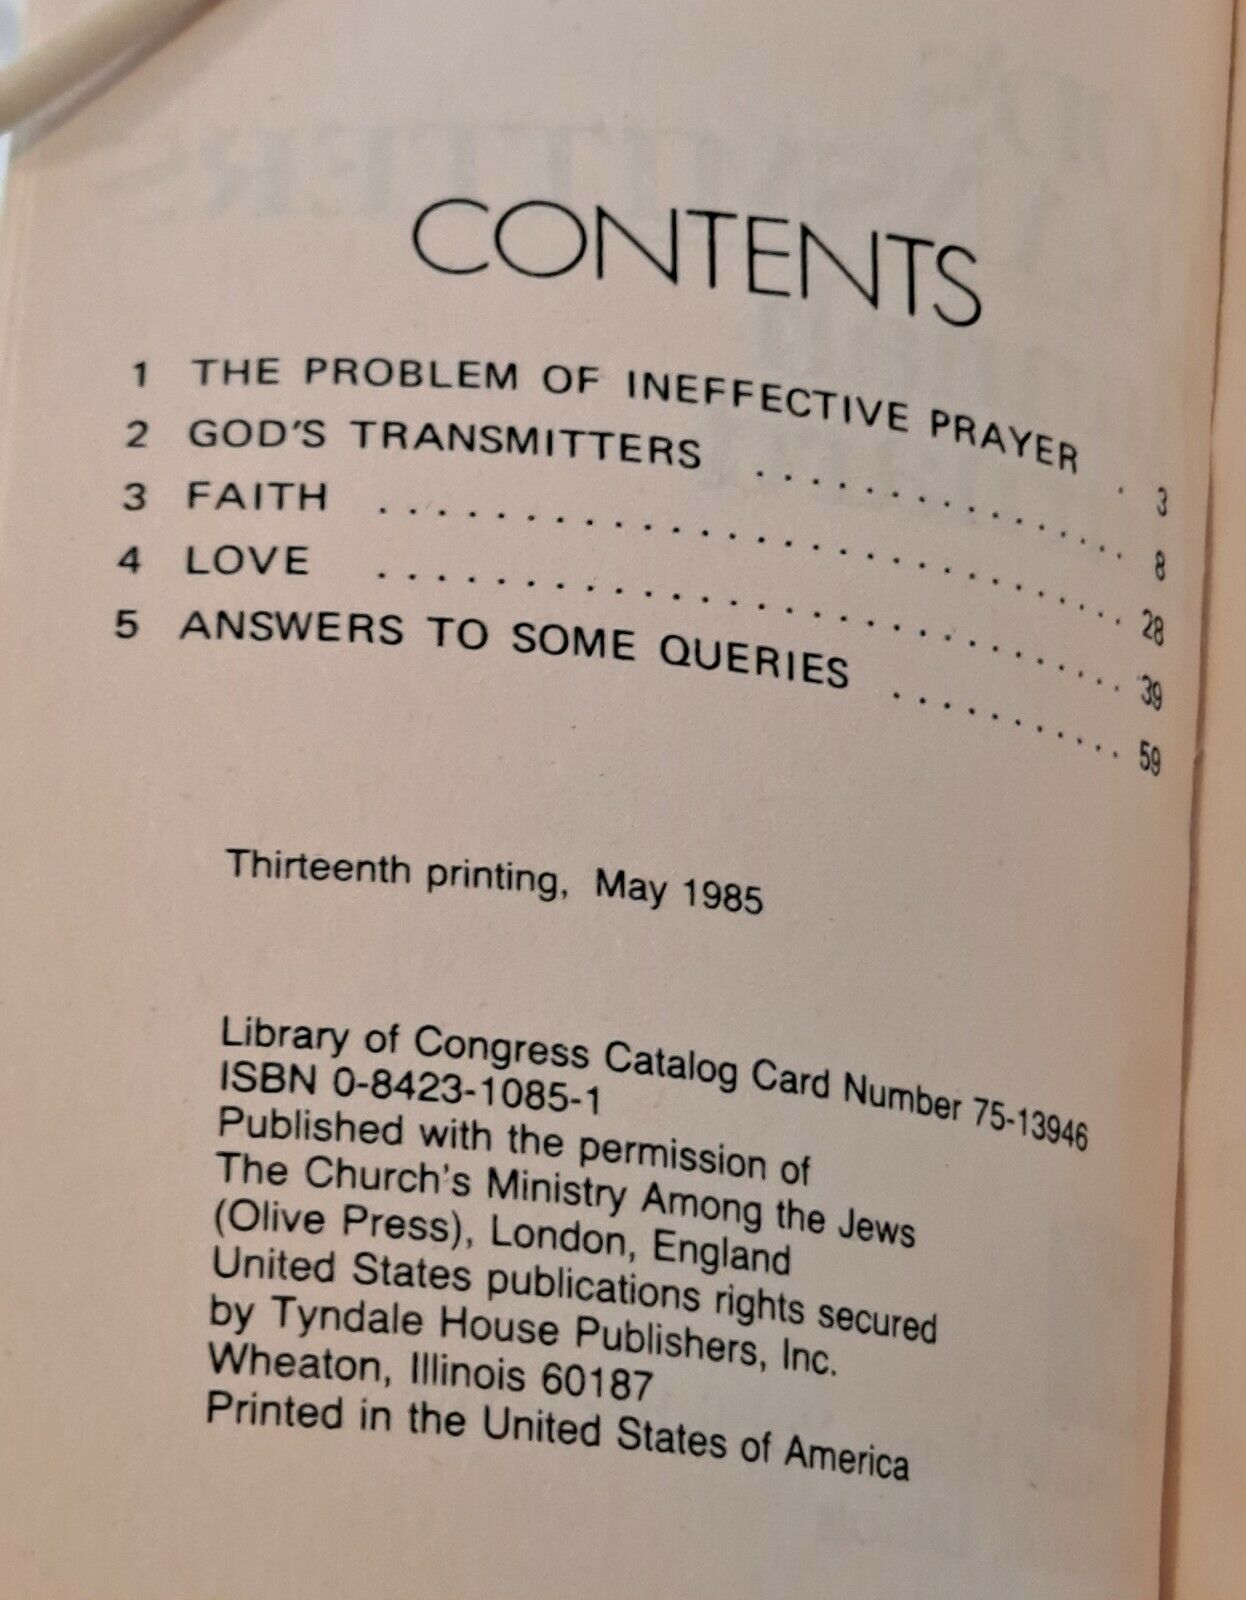 CONTENTS
1 THE PROBLEM OF INEFFECTIVE PRAYER . 3
2 GOD'S TRANSMITTERS . . . . . . . . . . . . . . . 8
3 FAITH . . . . . . . . . . . . . . . . . . . . . . . . . . 28
4 LOVE . . . . . . . . . . . . . . . . . . . . . . . . . . 39
5 ANSWERS TO SOME QUERIES . . . . . . . . . . 59
Thirteenth printing, May 1985
Library of Congress Catalog Card Number 75-13946
ISBN 0-8423-1085-1
Published with the permission of
The Church's Ministry Among the Jews
(Olive Press), London, England
United States publications rights secured
by Tyndale House Publishers, Inc.
Wheaton, Illinois 60187
Printed in the United States of America